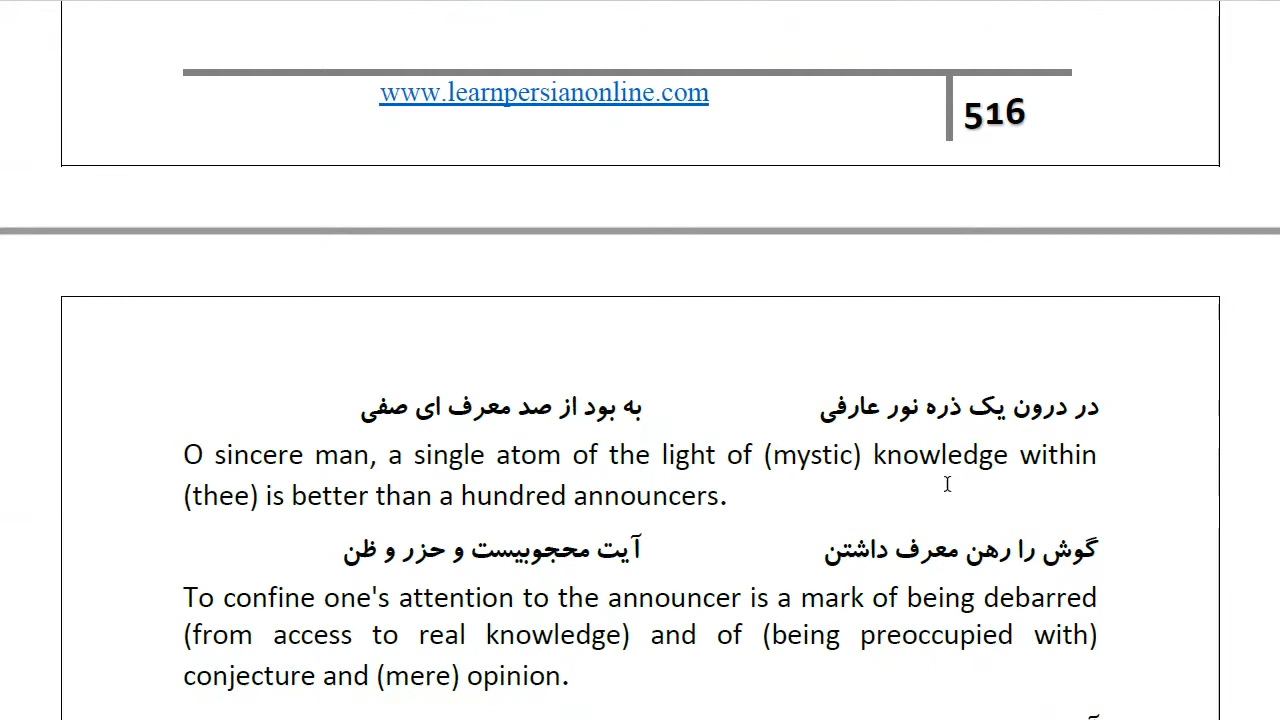 www.learnpersianonline.com 516
در درون یک ذره نور عارفی به بود از صد معرف ای صفی
O sincere man, a single atom of the light of (mystic) knowledge within
(thee) is better than a hundred announcers.
گوش را رهن معرف داشتن آیت محجوبیست و حزر و ظن
To confine one's attention to the announcer is a mark of being debarred
(from access to real knowledge) and of (being preoccupied with)
conjecture and (mere) opinion.